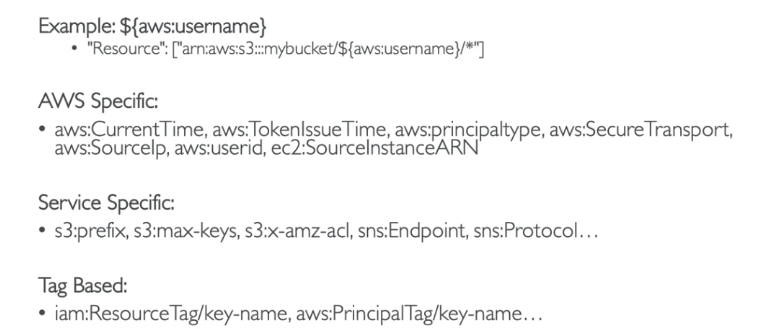 Example: ${aws:username}
• "Resource": ["arn:aws:s3:::mybucket/${aws:username}/*"]
AWS Specific:
• aws:CurrentTime, aws:TokenIssueTime, aws:principaltype, aws:SecureTransport,
aws:SourceIp, aws:userid, ec2:SourceInstanceARN
Service Specific:
• s3:prefix, s3:max-keys, s3:x-amz-acl, sns:Endpoint, sns:Protocol…
Tag Based:
• iam:ResourceTag/key-name, aws:PrincipalTag/key-name…